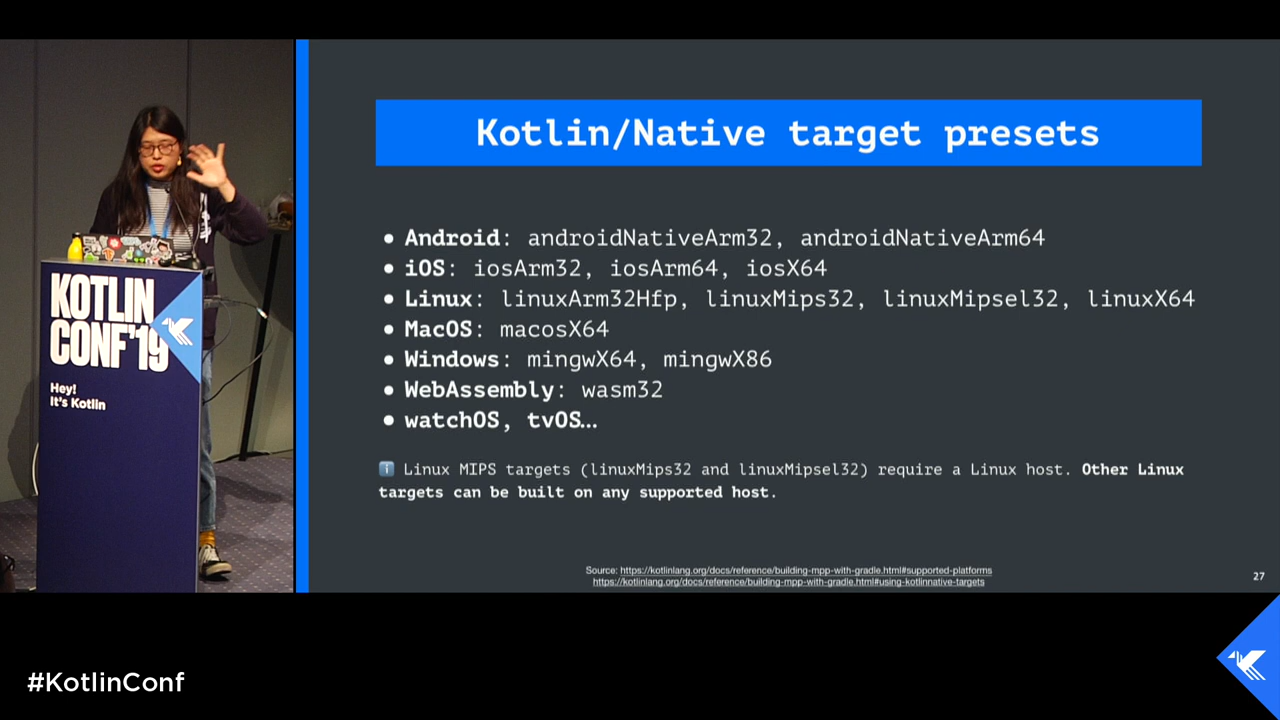 Kotlin/Native target presets
● Android: androidNativeArm32, androidNativeArm64
● iOS: iosArm32, iosArm64, iosX64
● Linux: linuxArm32Hfp, linuxMips32, linuxMipsel32, linuxX64
● MacOS: macosX64
● Windows: mingwX64, mingwX86
● WebAssembly: wasm32
● watchOS, tvOS…
ℹ️ Linux MIPS targets (linuxMips32 and linuxMipsel32) require a Linux host. Other Linux
targets can be built on any supported host.
Source: https://kotlinlang.org/docs/reference/building-mpp-with-gradle.html#supported-platforms
https://kotlinlang.org/docs/reference/building-mpp-with-gradle.html#using-kotlinnative-targets
27
KOTLIN
CONF'19
Hey!
It's Kotlin
#KotlinConf